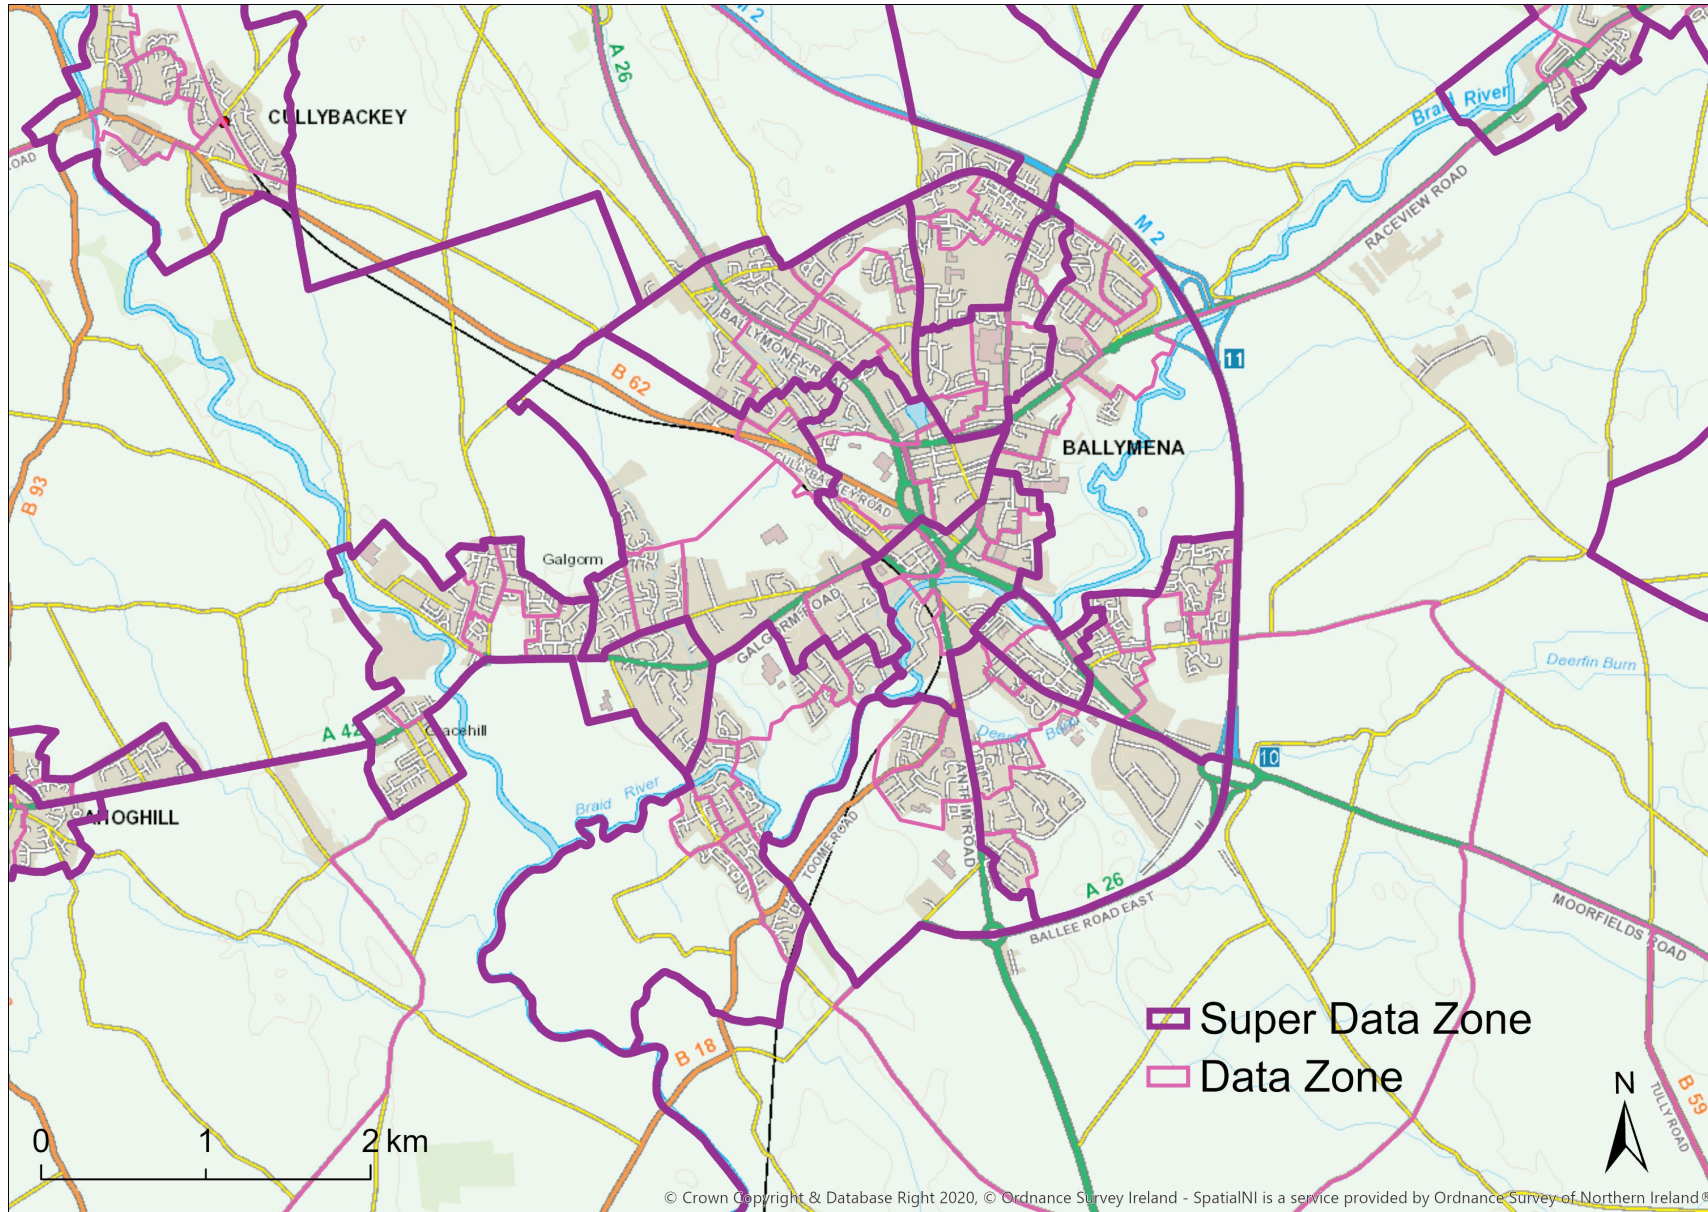 M 2
A 26
CULLYBACKEY
Braid River
OAD
RACEVIEW ROAD
M 2
BALLYMONEY ROAD
11
B 62
BALLYMENA
CULLYBACKEY ROAD
B 93
Galgorm
GALGORM ROAD
Deerfin Burn
A 42
Gracehill
Deerfin Burn
10
Braid River
ANTRIM ROAD
AHOGHILL
TOOME ROAD
A 26
BALLEE ROAD EAST
MOORFIELDS ROAD
Super Data Zone
B 18
Data Zone
N
B 59
TULLY ROAD
0 1 2 km
© Crown Copyright & Database Right 2020, © Ordnance Survey Ireland - SpatialNI is a service provided by Ordnance Survey of Northern Ireland®